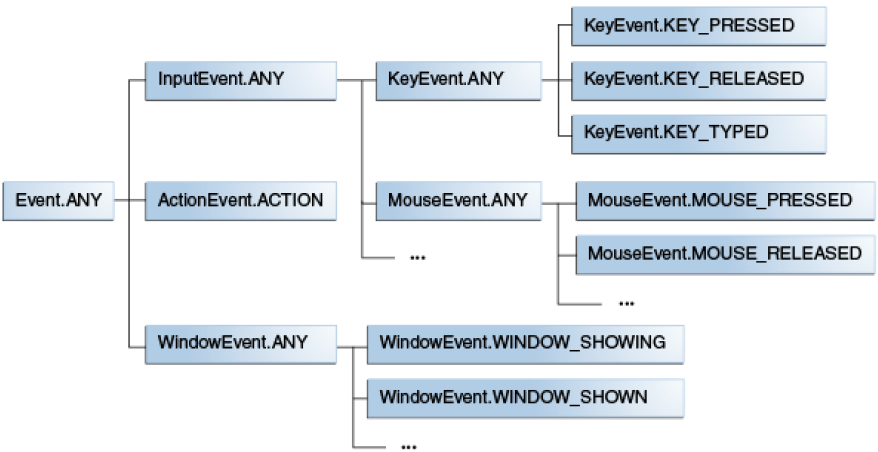 KeyEvent.KEY_PRESSED
InputEvent.ANY
KeyEvent.ANY
KeyEvent.KEY_RELEASED
KeyEvent.KEY_TYPED
Event.ANY
ActionEvent.ACTION
MouseEvent.ANY
MouseEvent.MOUSE_PRESSED
...
MouseEvent.MOUSE_RELEASED
...
WindowEvent.ANY
WindowEvent.WINDOW_SHOWING
WindowEvent.WINDOW_SHOWN
...